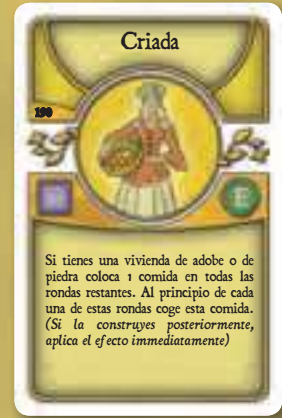 Criada
190
E
Si tienes una vivienda de adobe o de
piedra coloca 1 comida en todas las
rondas restantes. Al principio de cada
una de estas rondas coge esta comida.
(Si la construyes posteriormente,
aplica el efecto immediatamente)